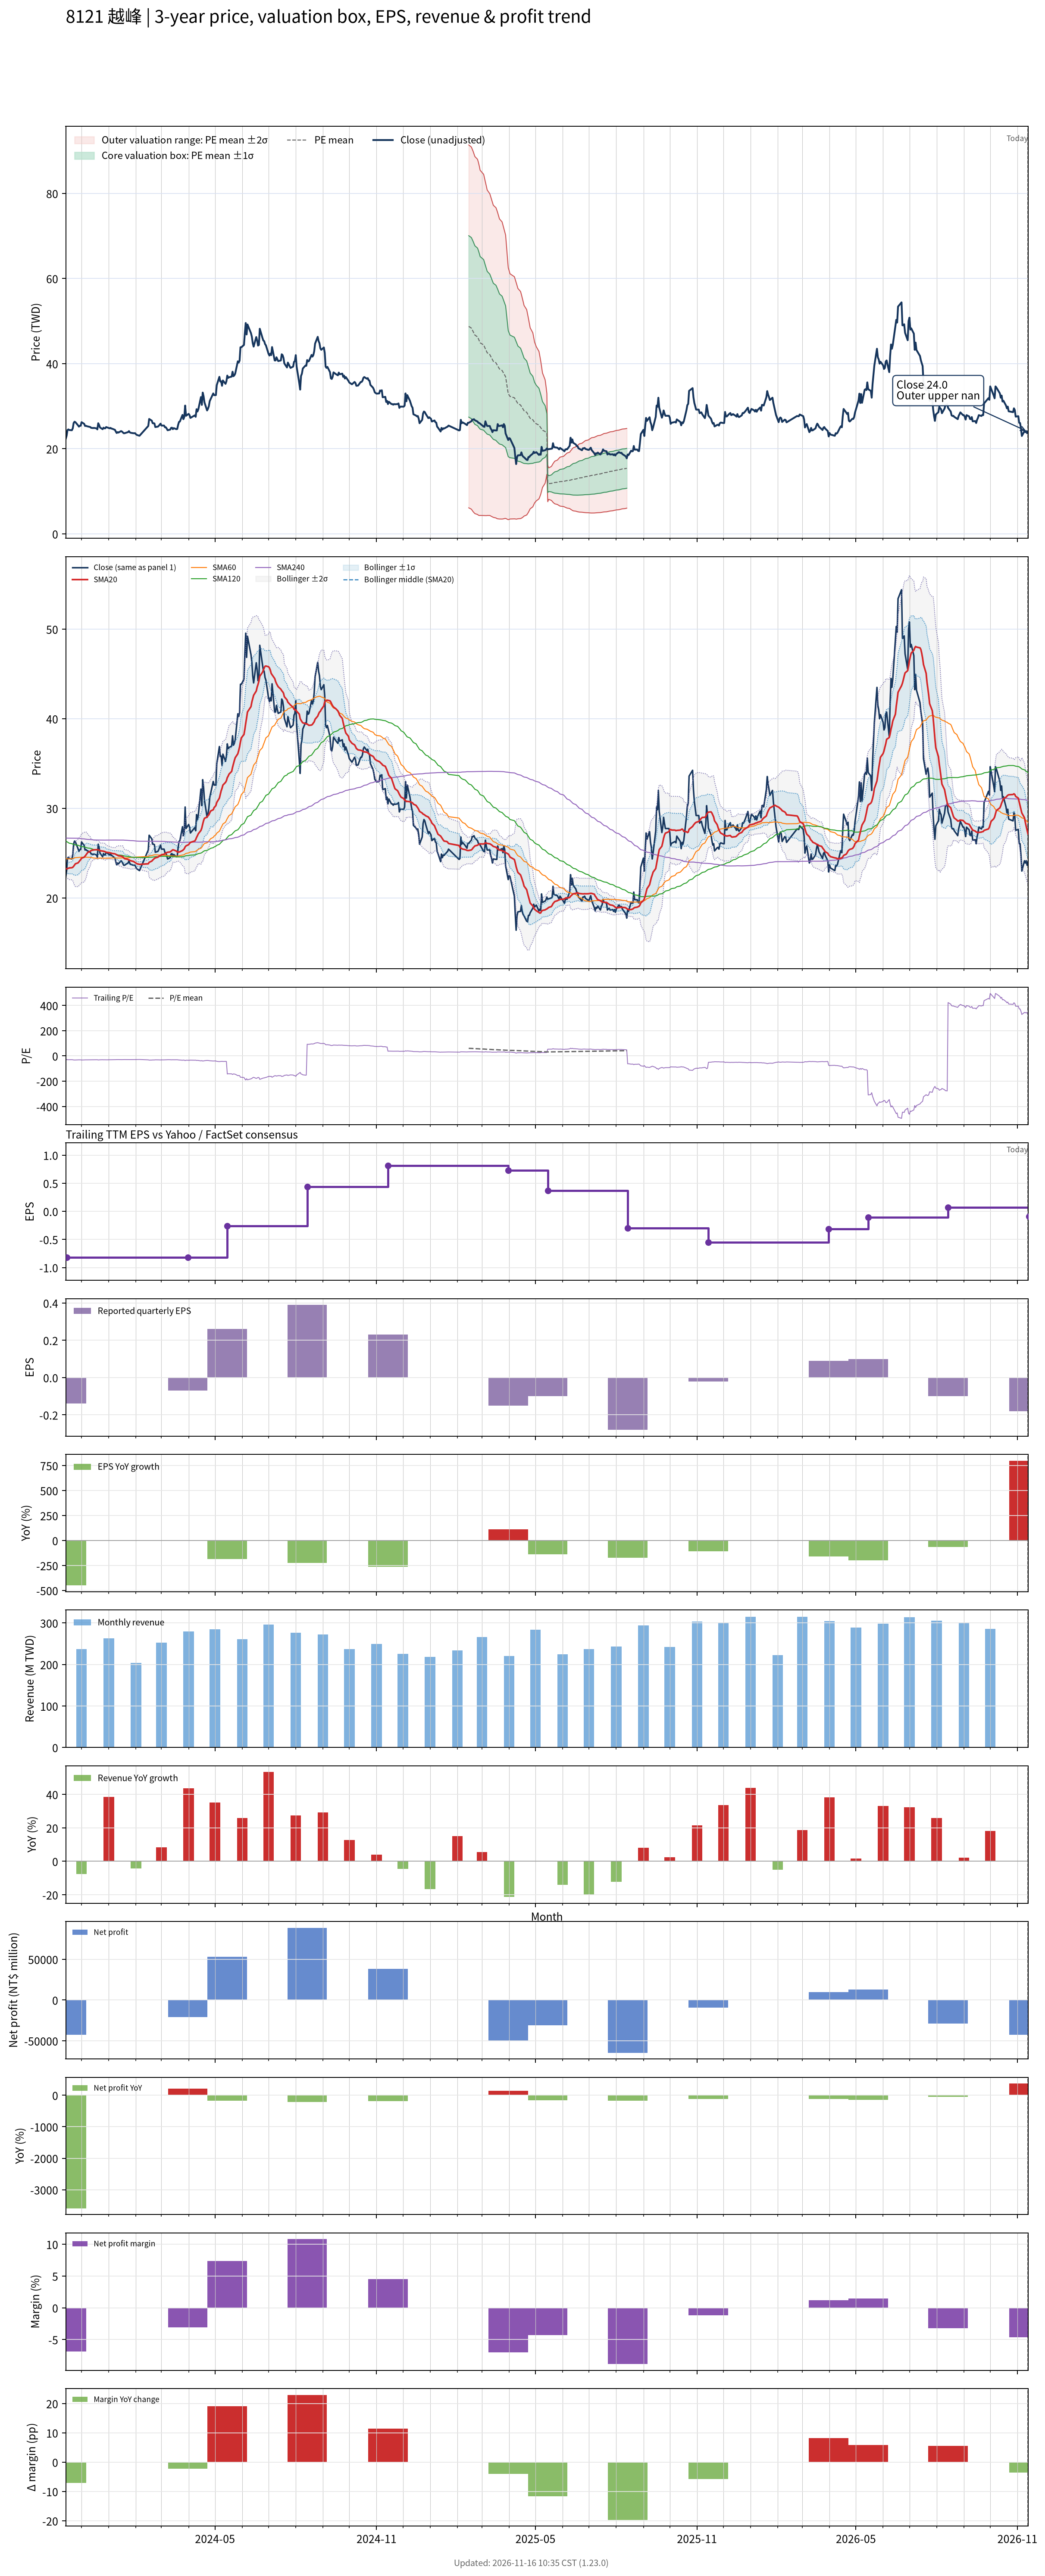 8121 越峰 | 3-year price, valuation box, EPS, revenue & profit trend
Outer valuation range: PE mean ±2σ
PE mean
Close (unadjusted)
Core valuation box: PE mean ±1σ
Today
Price (TWD)
80
60
40
20
0
Close 24.0
Outer upper nan
Close (same as panel 1)
SMA60
SMA240
Bollinger ±1σ
SMA20
SMA120
Bollinger ±2σ
Bollinger middle (SMA20)
Price
50
40
30
20
Trailing P/E
P/E mean
P/E
400
200
0
-200
-400
Trailing TTM EPS vs Yahoo / FactSet consensus
Today
EPS
1.0
0.5
0.0
-0.5
-1.0
Reported quarterly EPS
EPS
0.4
0.2
0.0
-0.2
EPS YoY growth
YoY (%)
750
500
250
0
-250
-500
Monthly revenue
Revenue (M TWD)
300
200
100
0
Revenue YoY growth
YoY (%)
40
20
0
-20
Month
Net profit
Net profit (NT$ million)
50000
0
-50000
Net profit YoY
YoY (%)
0
-1000
-2000
-3000
Net profit margin
Margin (%)
10
5
0
-5
Margin YoY change
Δ margin (pp)
20
10
0
-10
-20
2024-05
2024-11
2025-05
2025-11
2026-05
2026-11
Updated: 2026-11-16 10:35 CST (1.23.0)